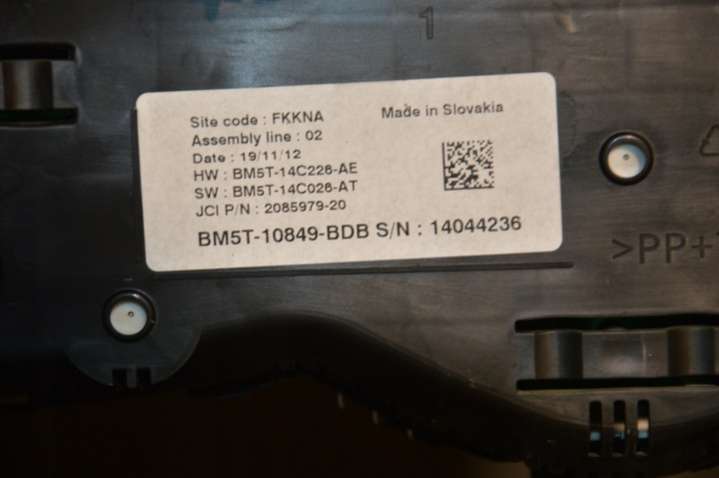 1
Site code : FKKNA
Made in Slovakia
Assembly line : 02
Date : 19/11/12
HW : BM5T-14C226-AE
SW : BM5T-14C026-AT
JCI P/N : 2085979-20
BM5T-10849-BDB S/N : 14044236
>PP+